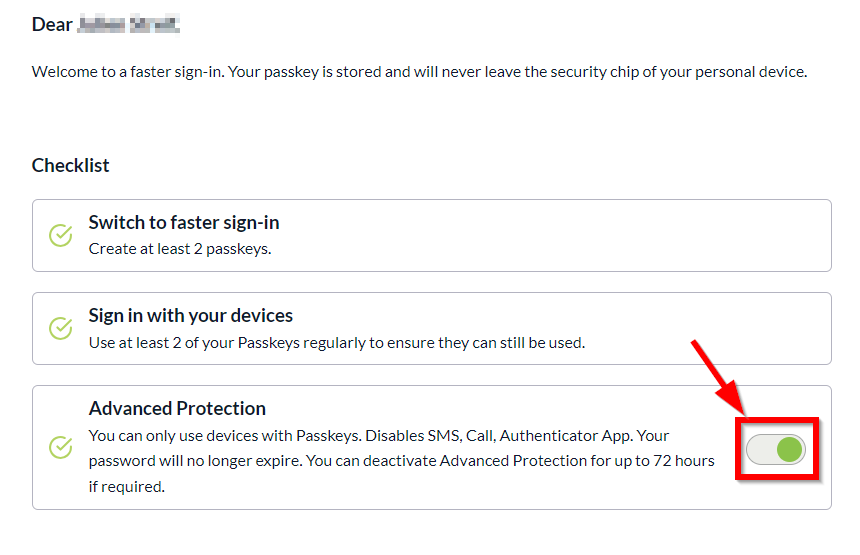 Dear
Welcome to a faster sign-in. Your passkey is stored and will never leave the security chip of your personal device.
Checklist
Switch to faster sign-in
Create at least 2 passkeys.
Sign in with your devices
Use at least 2 of your Passkeys regularly to ensure they can still be used.
Advanced Protection
You can only use devices with Passkeys. Disables SMS, Call, Authenticator App. Your
password will no longer expire. You can deactivate Advanced Protection for up to 72 hours
if required.